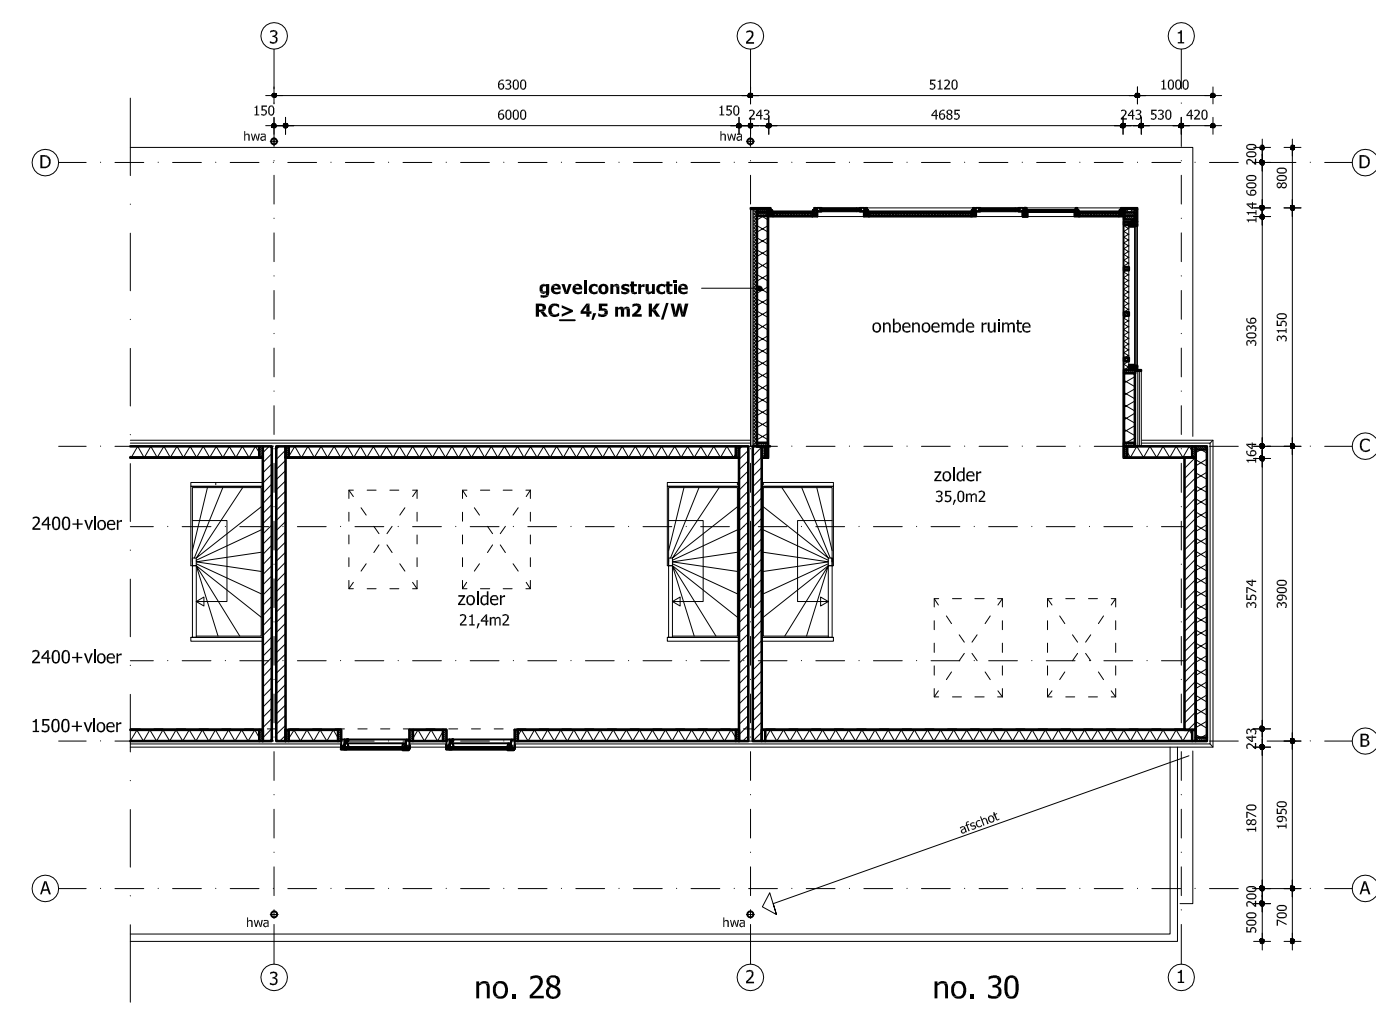 3
2
1
6300
5120
1000
150
6000
150
243
4685
243
530
420
hwa
hwa
D
D
200
600
800
114
gevelconstructie
RC≥ 4,5 m2 K/W
onbenoemde ruimte
3036
3150
C
164
zolder
35,0m2
2400+vloer
zolder
21,4m2
3574
3900
2400+vloer
1500+vloer
243
B
afschot
1870
1950
A
A
200
500
700
hwa
hwa
3
2
1
no. 28
no. 30